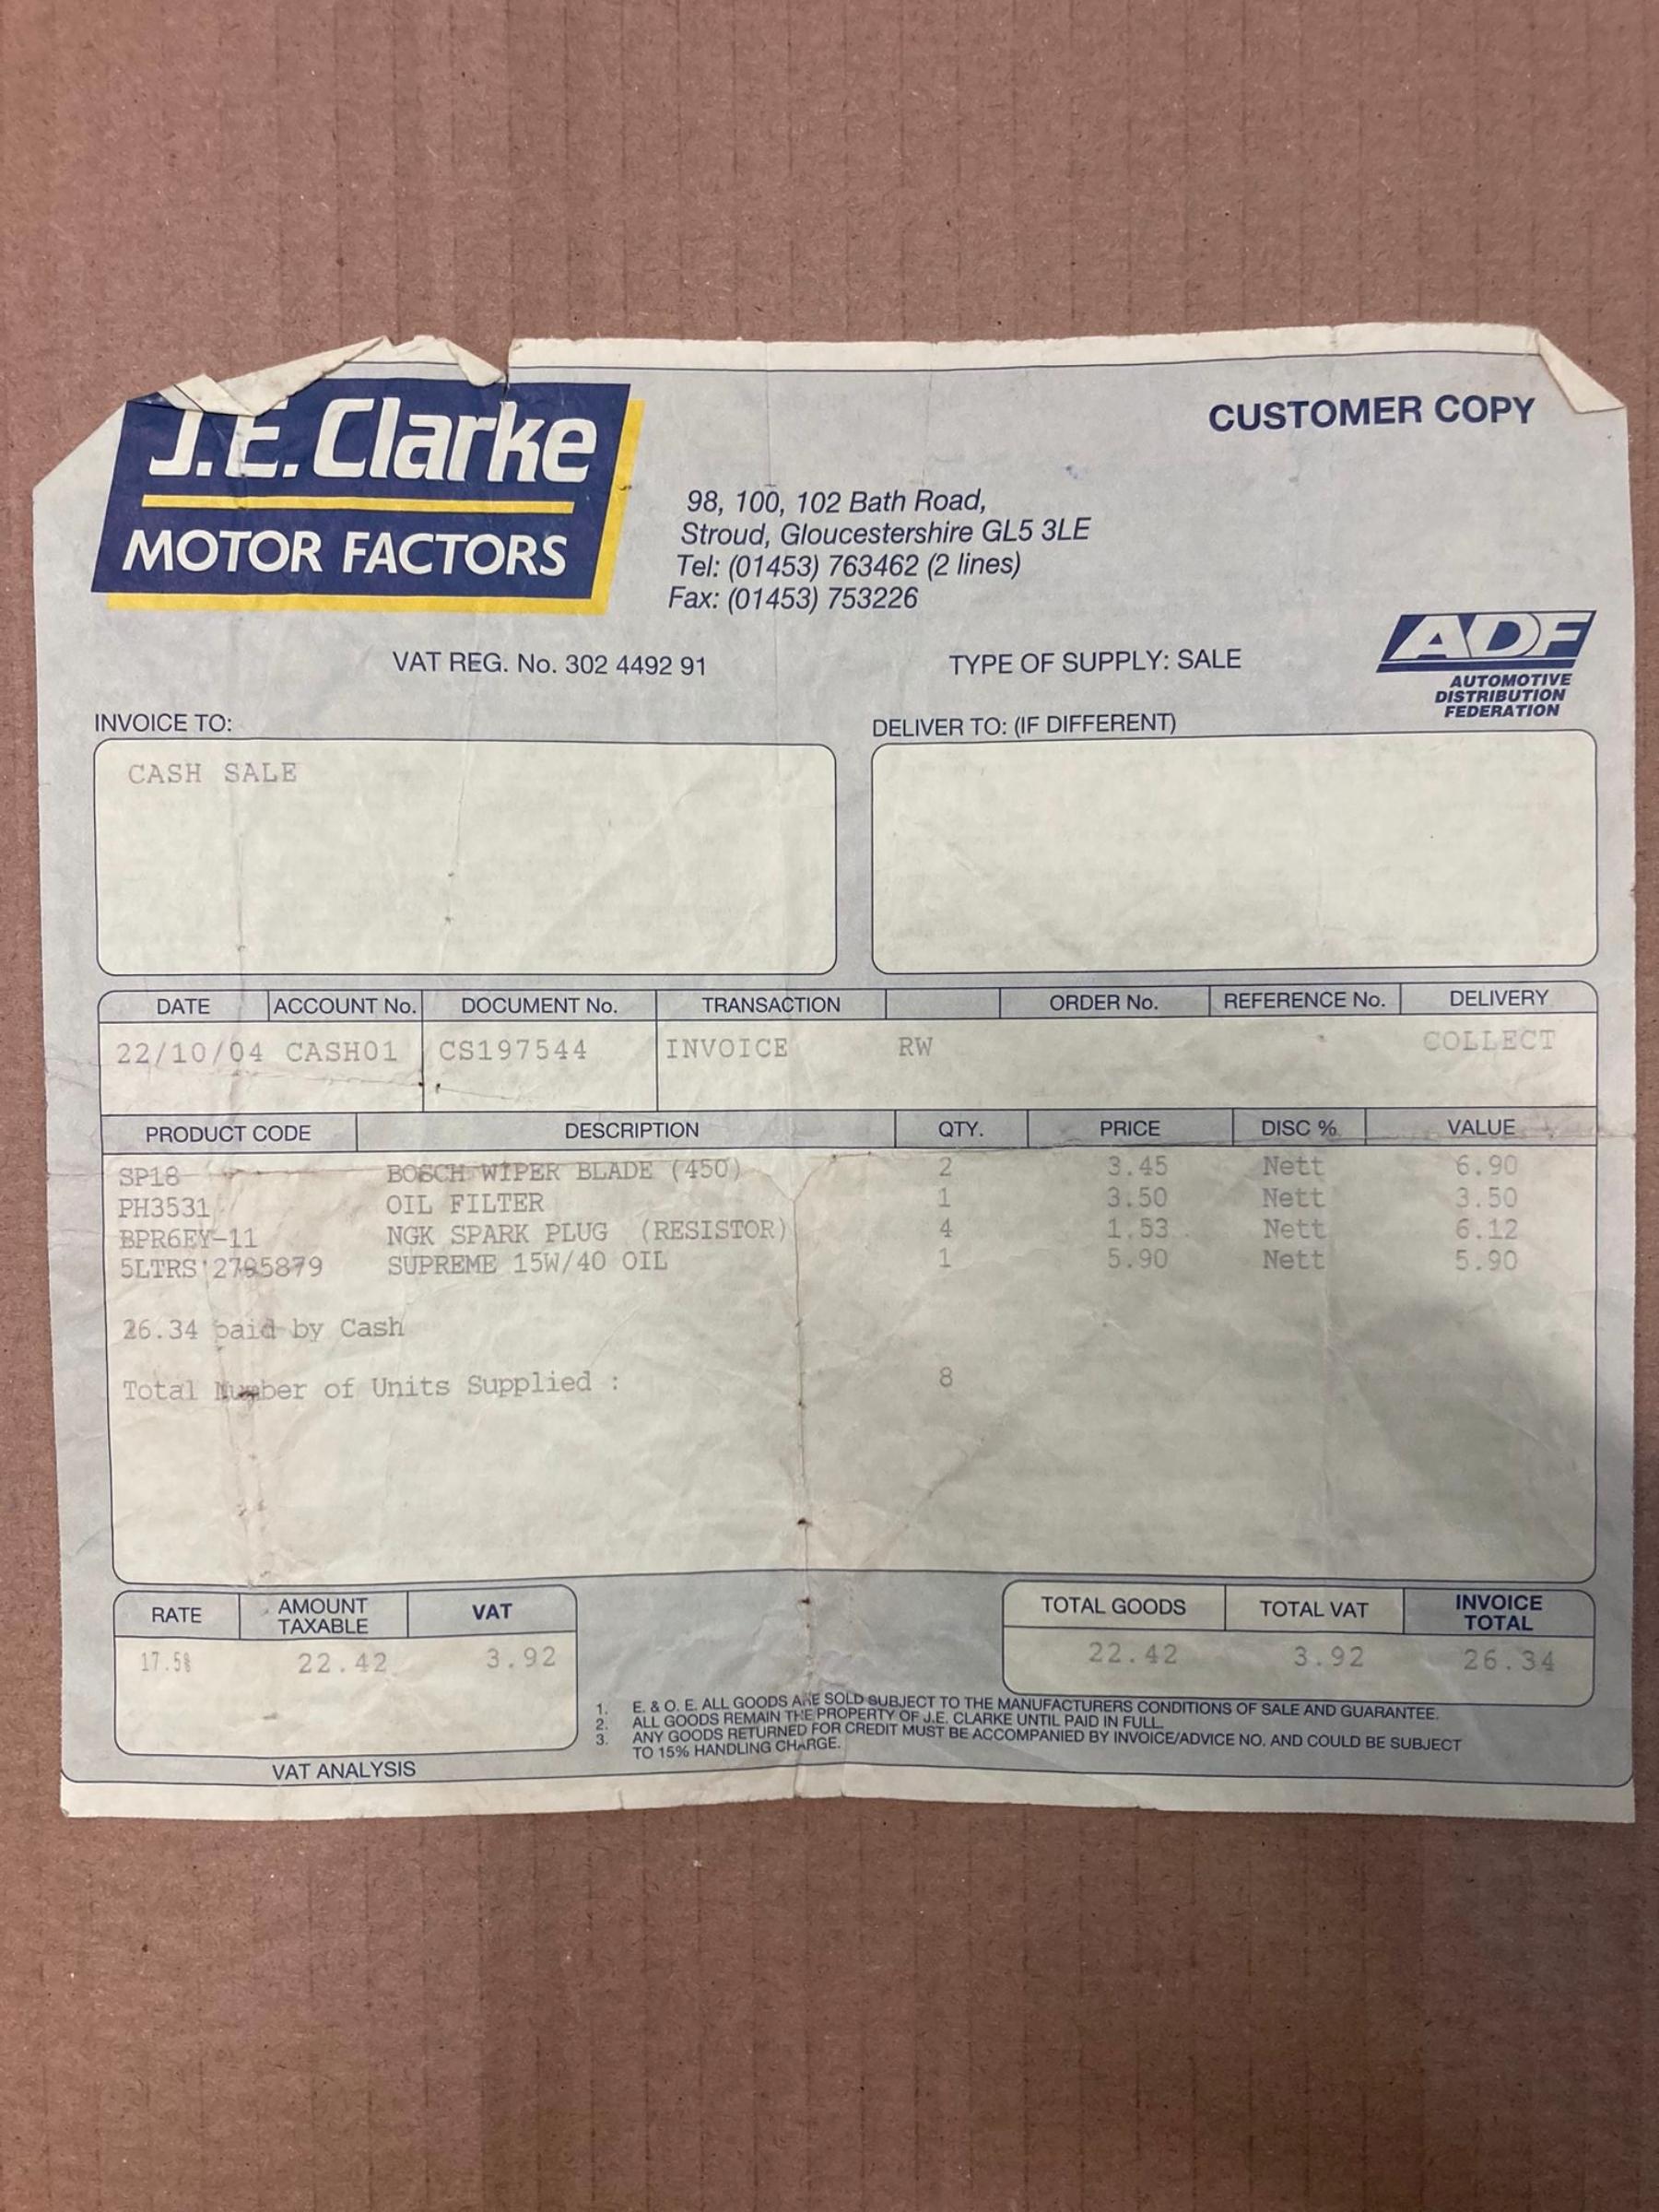 J.E.Clarke
MOTOR FACTORS
CUSTOMER COPY
98, 100, 102 Bath Road,
Stroud, Gloucestershire GL5 3LE
Tel: (01453) 763462 (2 lines)
Fax: (01453) 753226
VAT REG. No. 302 4492 91
TYPE OF SUPPLY: SALE
ADF
AUTOMOTIVE
DISTRIBUTION
FEDERATION
INVOICE TO:
DELIVER TO: (IF DIFFERENT)
CASH SALE
DATE ACCOUNT No. DOCUMENT No. TRANSACTION ORDER No. REFERENCE No. DELIVERY
22/10/04 CASH01 CS197544 INVOICE RW COLLECT
PRODUCT CODE DESCRIPTION QTY. PRICE DISC % VALUE
SP18 BOSCH WIPER BLADE (450) 2 3.45 Nett 6.90
PH3531 OIL FILTER 1 3.50 Nett 3.50
BPR6EY-11 NGK SPARK PLUG (RESISTOR) 4 1.53 Nett 6.12
5LTRS 2795879 SUPREME 15W/40 OIL 1 5.90 Nett 5.90
26.34 paid by Cash
Total Number of Units Supplied : 8
RATE AMOUNT TAXABLE VAT
17.5% 22.42 3.92
VAT ANALYSIS
TOTAL GOODS TOTAL VAT INVOICE TOTAL
22.42 3.92 26.34
1. E. & O. E. ALL GOODS ARE SOLD SUBJECT TO THE MANUFACTURERS CONDITIONS OF SALE AND GUARANTEE.
2. ALL GOODS REMAIN THE PROPERTY OF J.E. CLARKE UNTIL PAID IN FULL.
3. ANY GOODS RETURNED FOR CREDIT MUST BE ACCOMPANIED BY INVOICE/ADVICE NO. AND COULD BE SUBJECT
TO 15% HANDLING CHARGE.